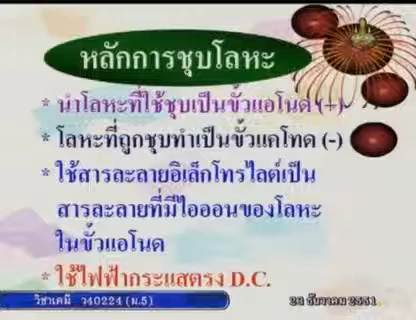 หลักการชุบโลหะ
* นำโลหะที่ใช้ชุบเป็นขั้วแอโนด (+)
* โลหะที่ถูกชุบทำเป็นขั้วแคโทด (-)
* ใช้สารละลายอิเล็กโทรไลต์เป็น
สารละลายที่มีไอออนของโลหะ
ในขั้วแอโนด
* ใช้ไฟฟ้ากระแสตรง D.C.
วิชาเคมี ว40224 (ม.5)
23 ธันวาคม 2551